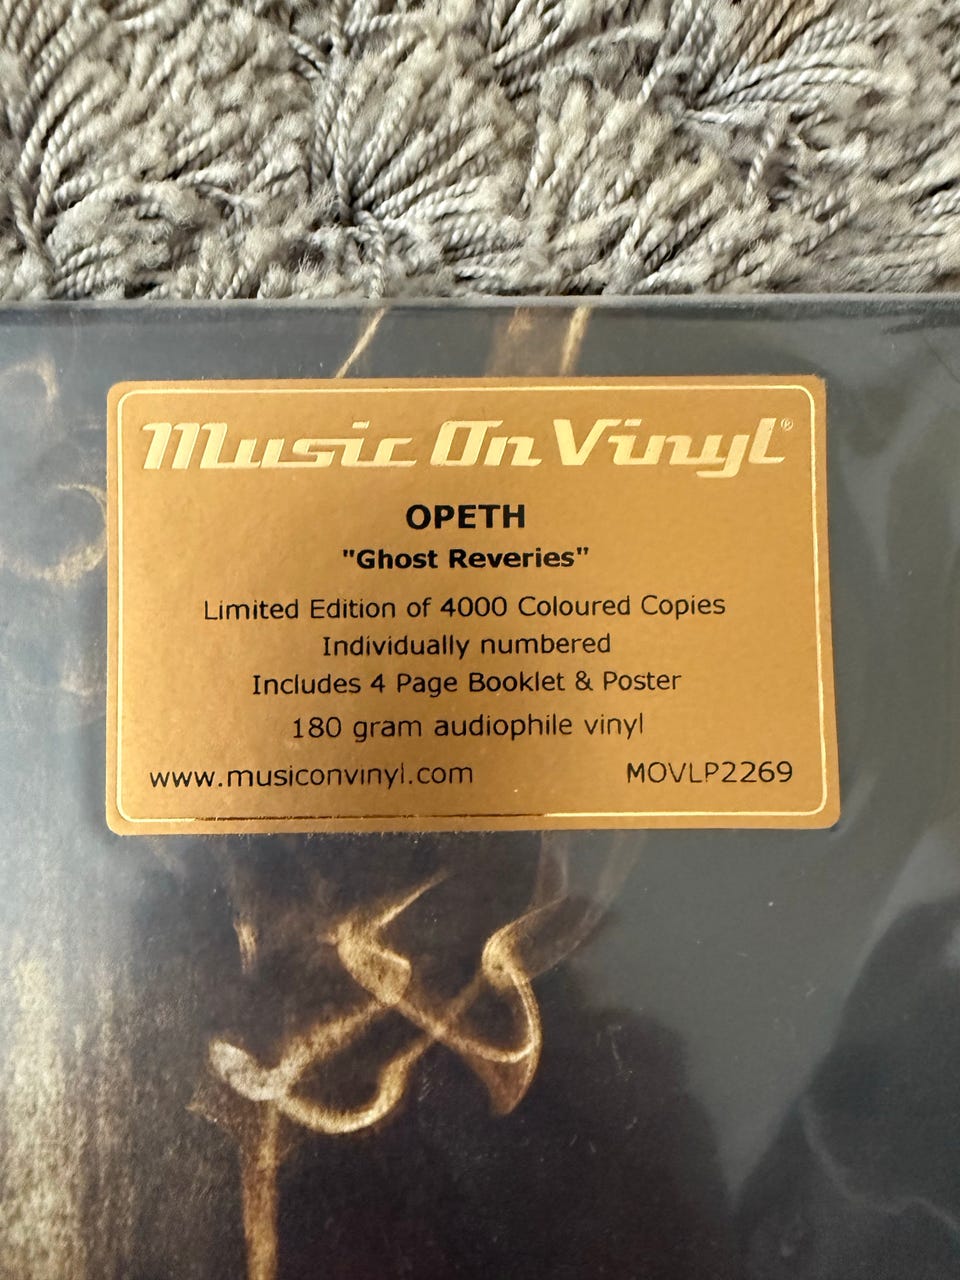 Music On Vinyl®
OPETH
"Ghost Reveries"
Limited Edition of 4000 Coloured Copies
Individually numbered
Includes 4 Page Booklet & Poster
180 gram audiophile vinyl
www.musiconvinyl.com MOVLP2269